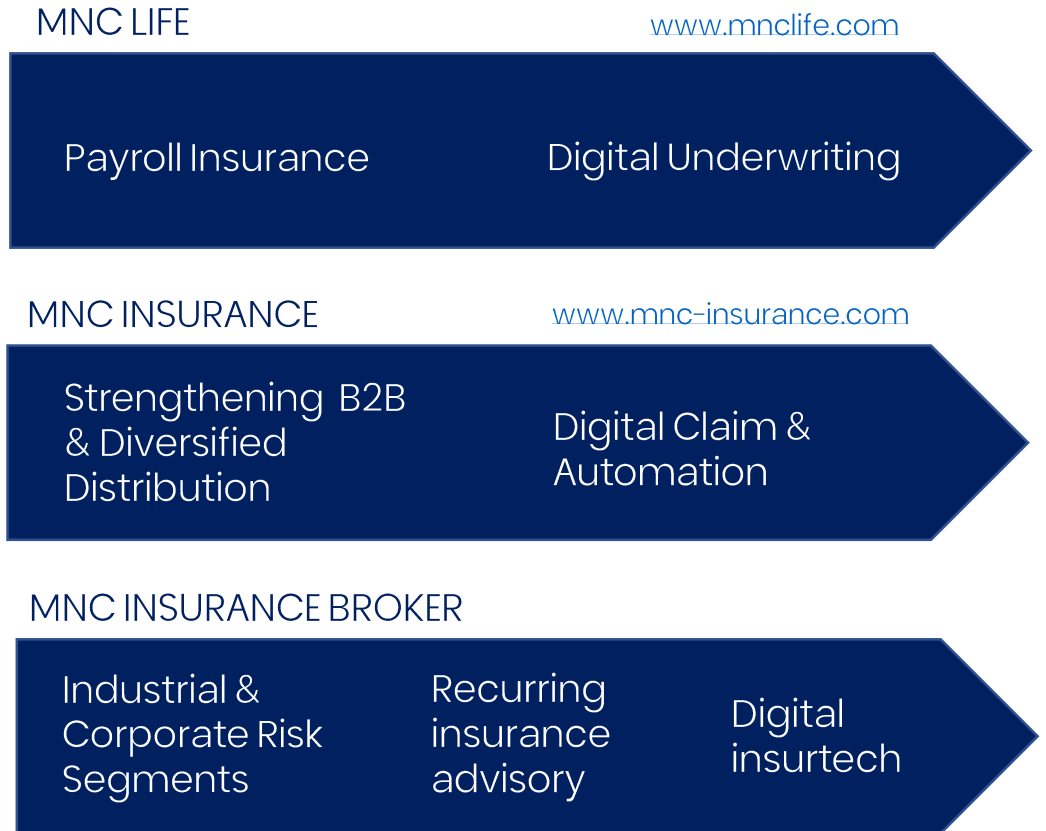 MNC LIFE
www.mnclife.com
Payroll Insurance
Digital Underwriting
MNC INSURANCE
www.mnc-insurance.com
Strengthening B2B
& Diversified
Distribution
Digital Claim &
Automation
MNC INSURANCE BROKER
Industrial &
Corporate Risk
Segments
Recurring
insurance
advisory
Digital
insurtech